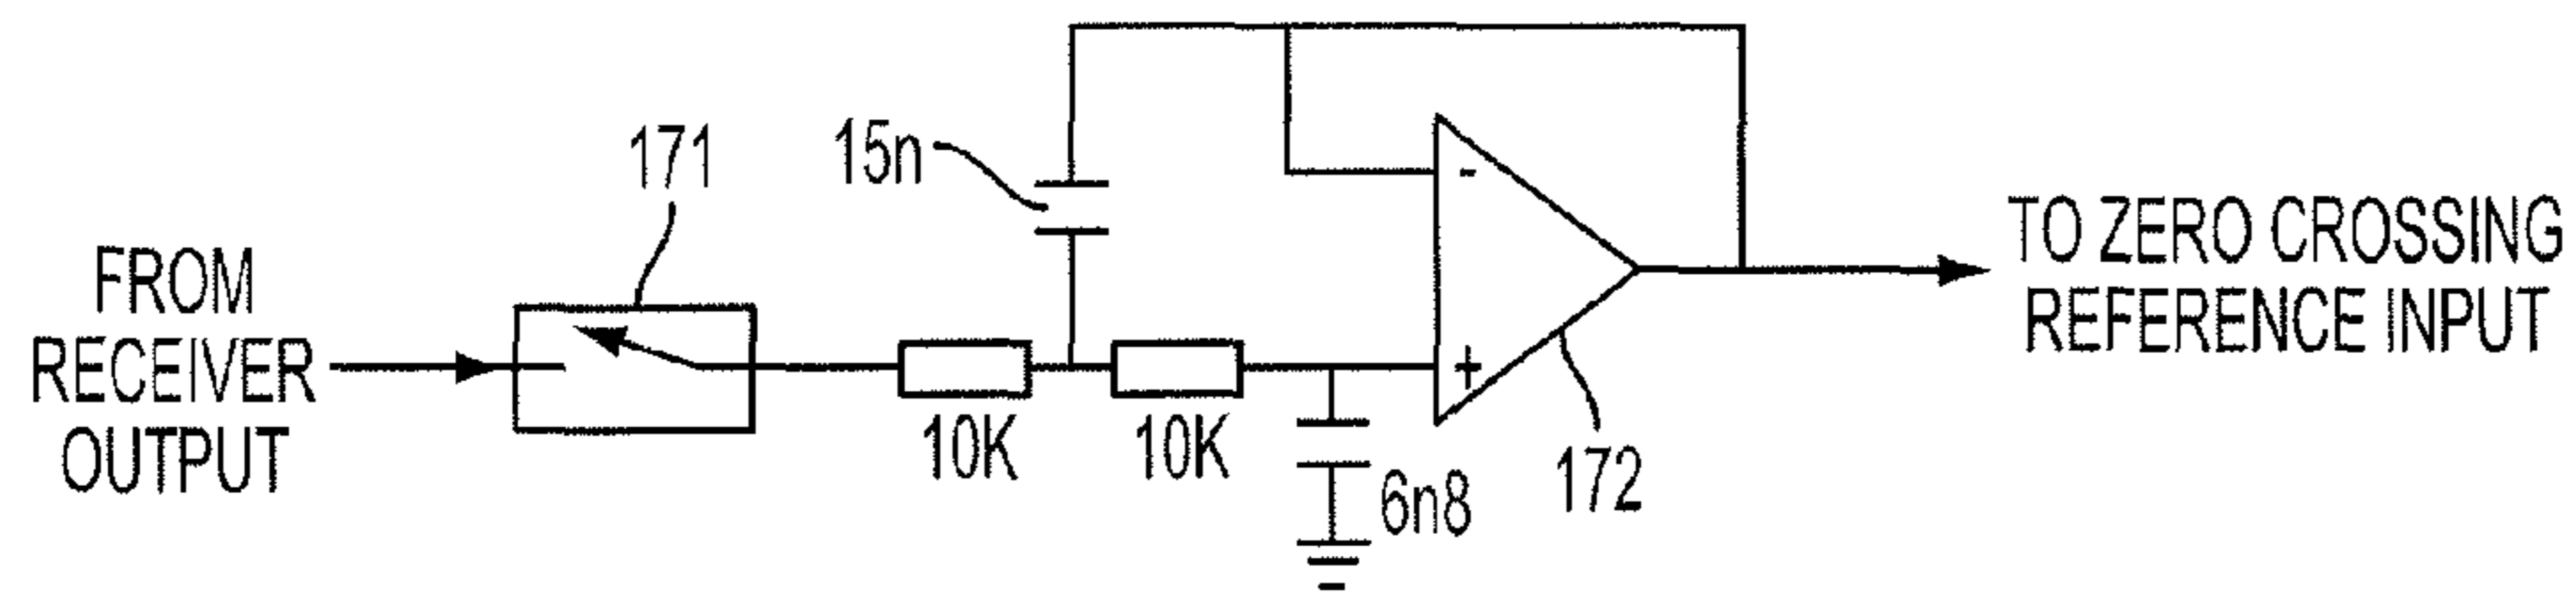 FROM
RECEIVER
OUTPUT
171
15n
10K
10K
-
+
6n8
172
TO ZERO CROSSING
REFERENCE INPUT